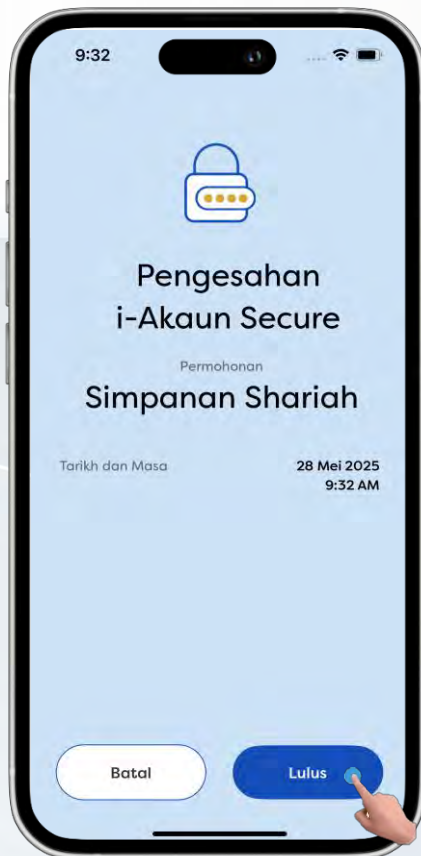 9:32
Pengesahan
i-Akaun Secure
Permohonan
Simpanan Shariah
Tarikh dan Masa 28 Mei 2025
9:32 AM
Batal Lulus